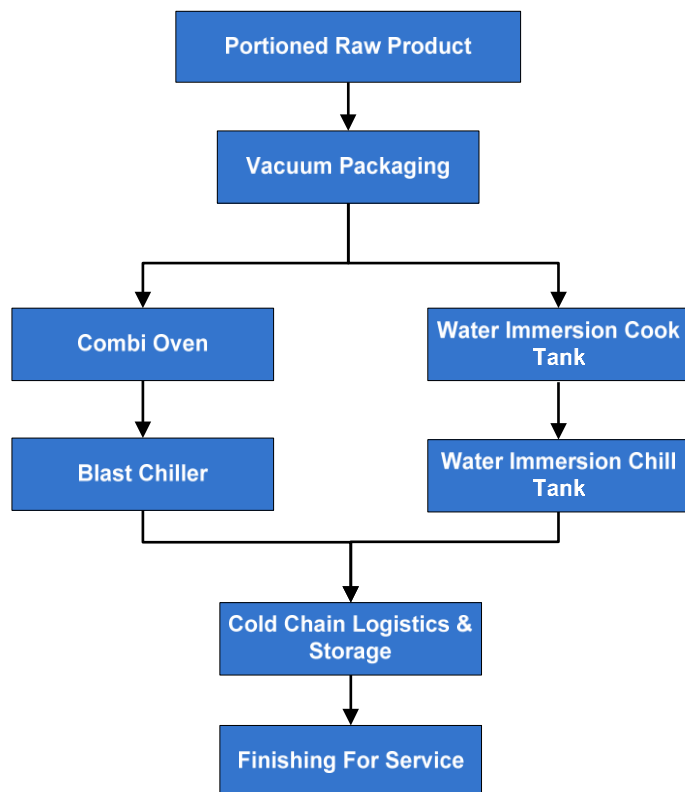 Portioned Raw Product
Vacuum Packaging
Combi Oven
Water Immersion Cook
Tank
Blast Chiller
Water Immersion Chill
Tank
Cold Chain Logistics &
Storage
Finishing For Service